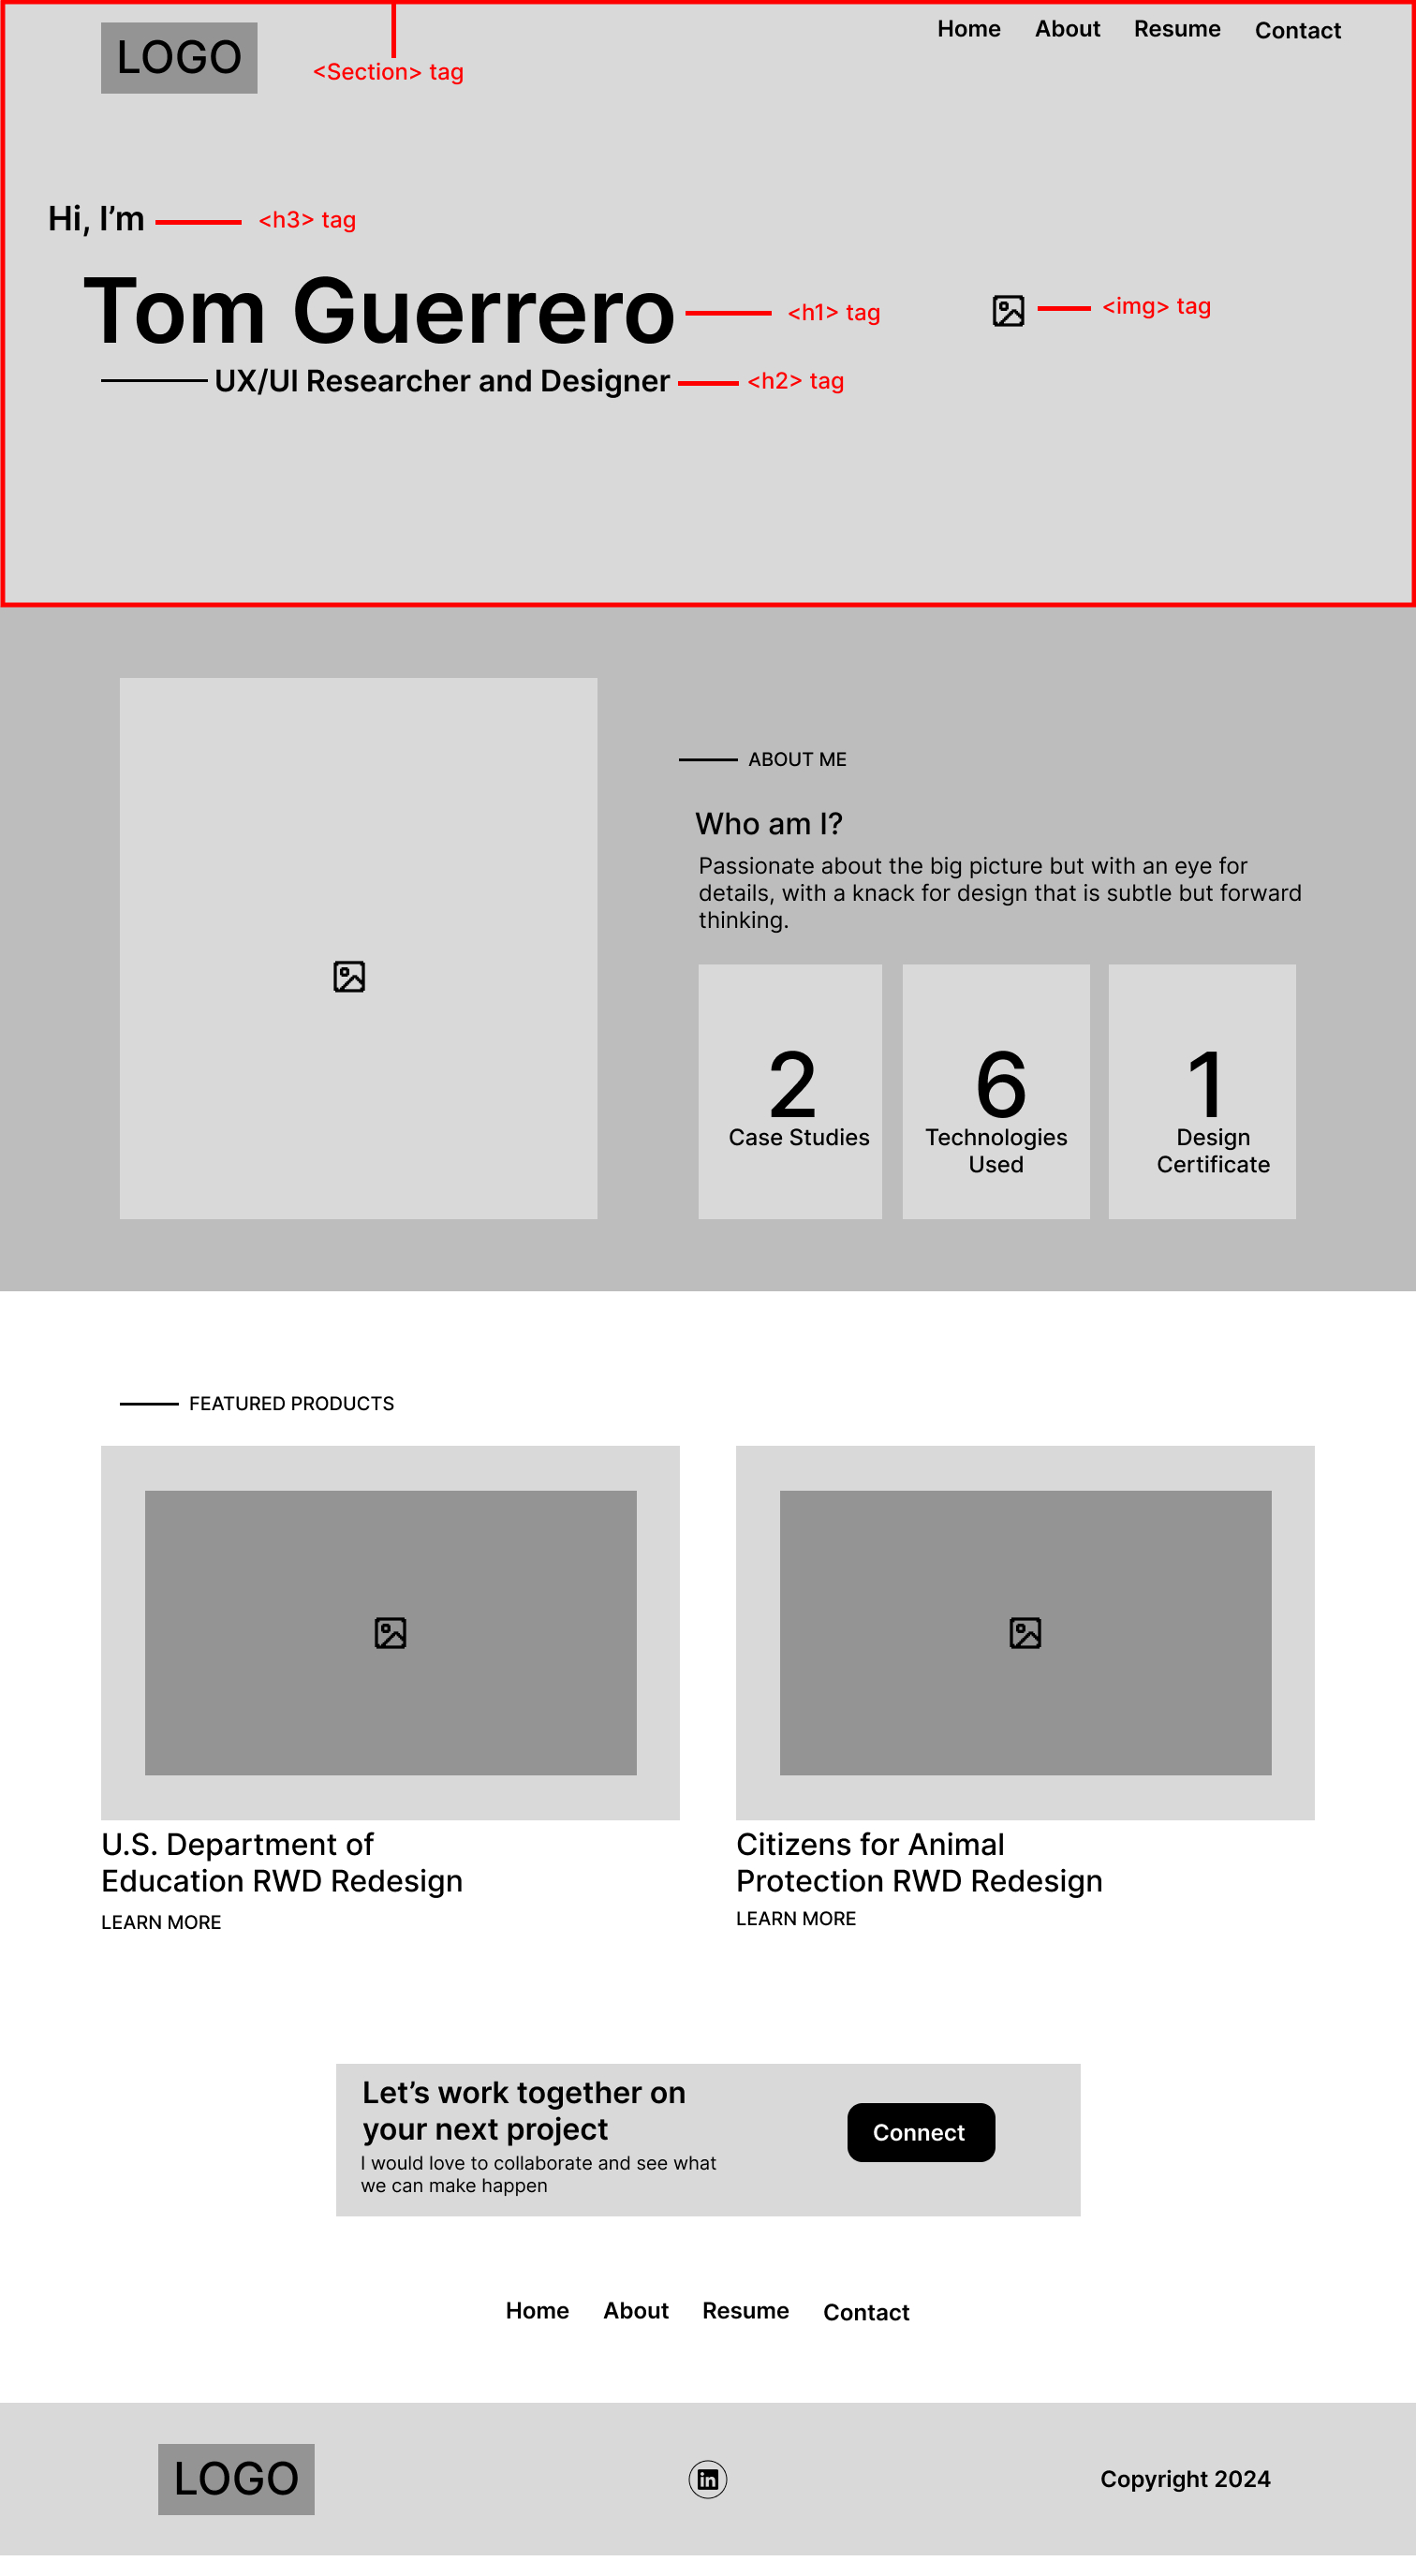 LOGO
Home About Resume Contact
<Section> tag
Hi, I’m
<h3> tag
Tom Guerrero
<h1> tag
<img> tag
UX/UI Researcher and Designer
<h2> tag
ABOUT ME
Who am I?
Passionate about the big picture but with an eye for
details, with a knack for design that is subtle but forward
thinking.
2
Case Studies
6
Technologies
Used
1
Design
Certificate
FEATURED PRODUCTS
U.S. Department of
Education RWD Redesign
LEARN MORE
Citizens for Animal
Protection RWD Redesign
LEARN MORE
Let’s work together on
your next project
I would love to collaborate and see what
we can make happen
Connect
Home About Resume Contact
LOGO
in
Copyright 2024